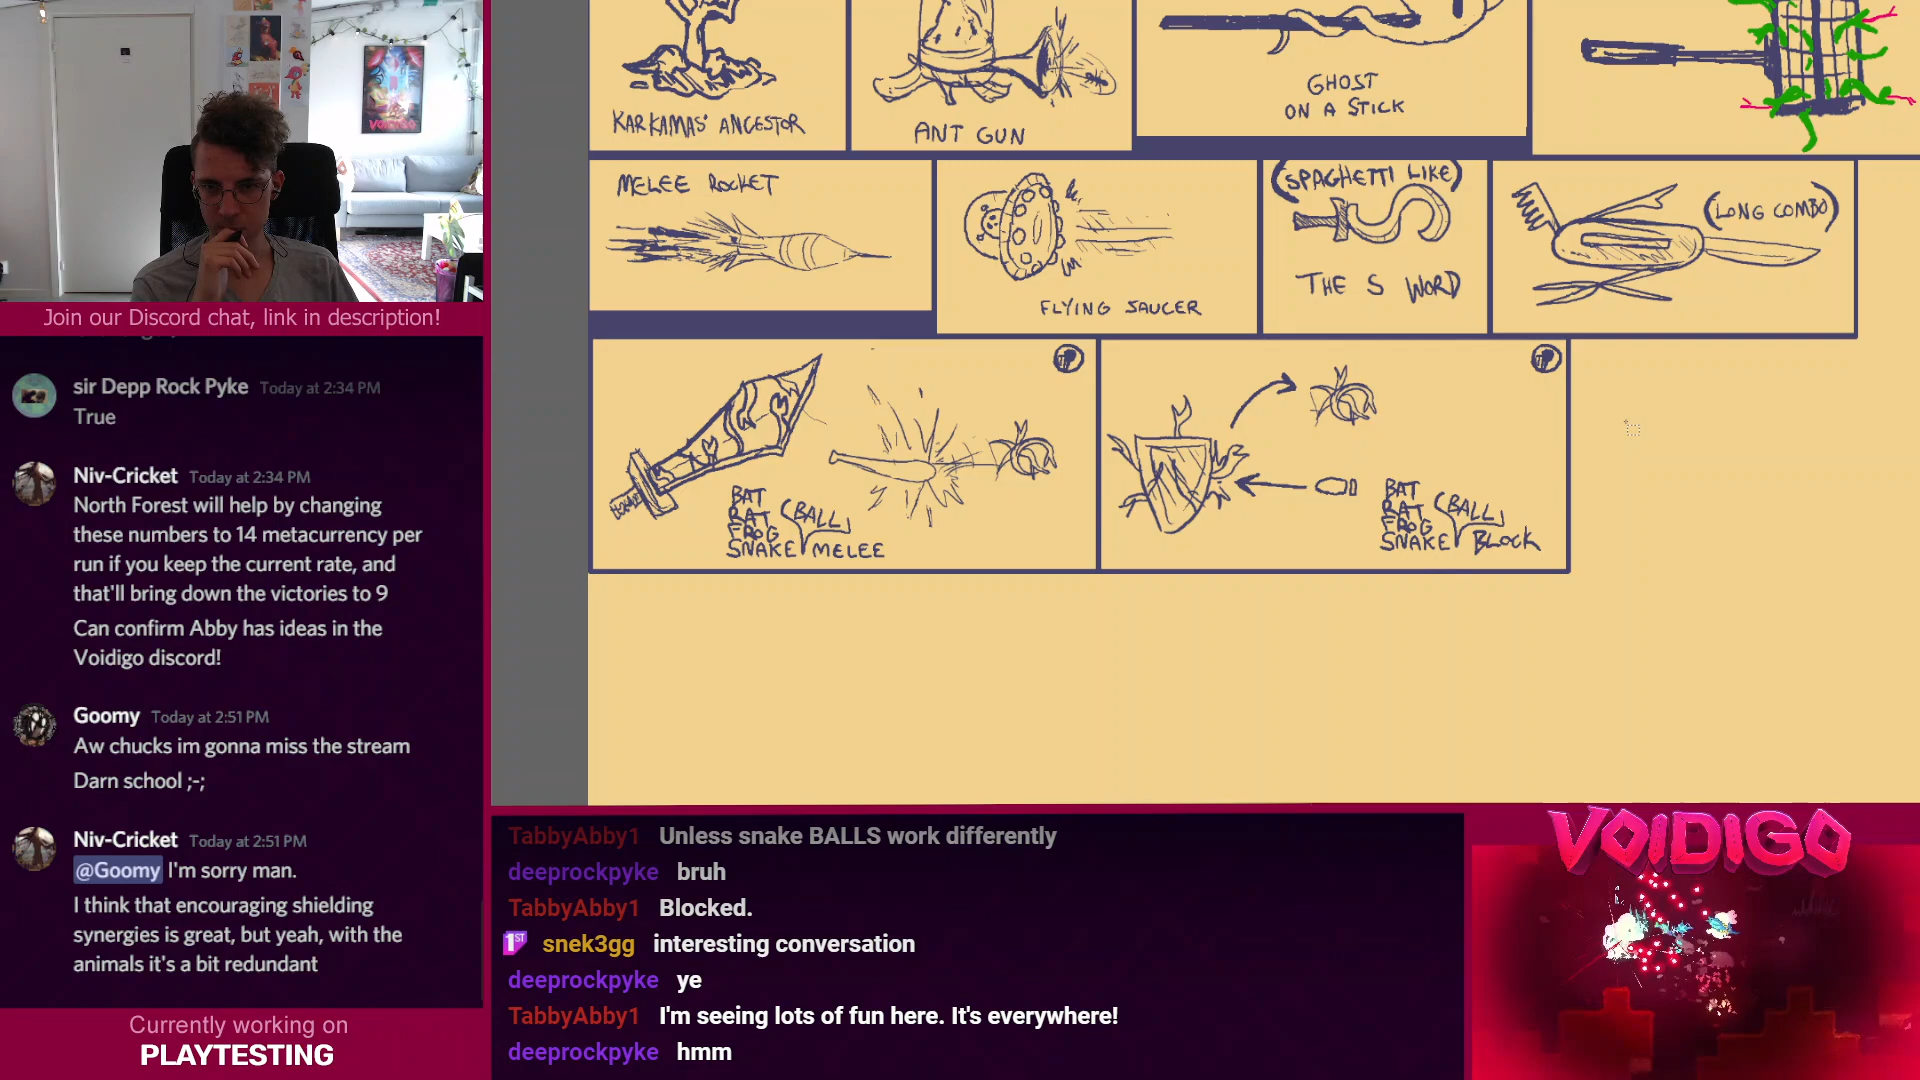 VOIDIGO
Join our Discord chat, link in description!
sir Depp Rock Pyke Today at 2:34 PM
True
Niv-Cricket Today at 2:34 PM
North Forest will help by changing
these numbers to 14 metacurrency per
run if you keep the current rate, and
that'll bring down the victories to 9
Can confirm Abby has ideas in the
Voidigo discord!
Goomy Today at 2:51 PM
Aw chucks im gonna miss the stream
Darn school ;-;
Niv-Cricket Today at 2:51 PM
@Goomy I'm sorry man.
I think that encouraging shielding
synergies is great, but yeah, with the
animals it's a bit redundant
Currently working on
PLAYTESTING
KARKAMAS' ANCESTOR
ANT GUN
GHOST
ON A STICK
MELEE ROCKET
FLYING SAUCER
(SPAGHETTI LIKE)
THE S WORD
(LONG COMBO)
BAT
RAT
FROG
SNAKE
(BALL)
MELEE
BAT
RAT
FROG
SNAKE
(BALL)
BLOCK
TabbyAbby1 Unless snake BALLS work differently
deeprockpyke bruh
TabbyAbby1 Blocked.
1ST snek3gg interesting conversation
deeprockpyke ye
TabbyAbby1 I'm seeing lots of fun here. It's everywhere!
deeprockpyke hmm
VOIDIGO